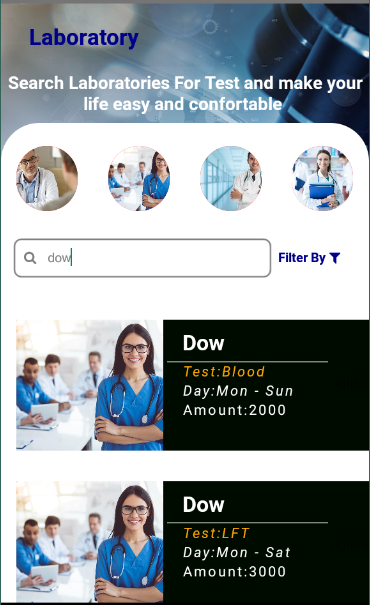 Laboratory
Search Laboratories For Test and make your
life easy and confortable
dow
Filter By
Dow
Test:Blood
Day:Mon - Sun
Amount:2000
Dow
Test:LFT
Day:Mon - Sat
Amount:3000